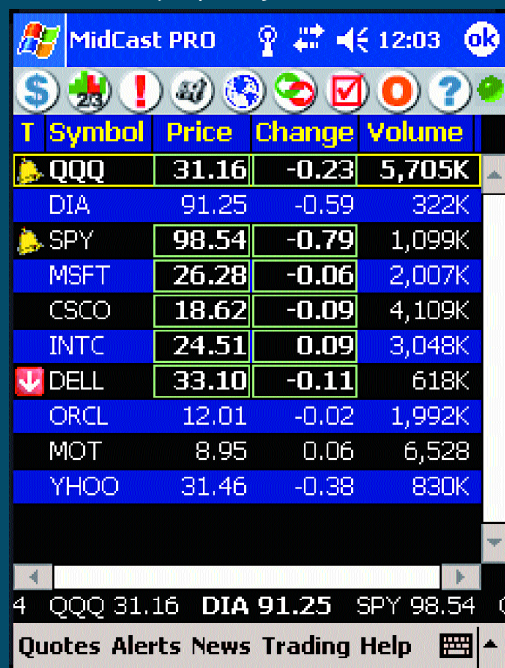 MidCast PRO 12:03 ok
$ 2/3 ! ?
T Symbol Price Change Volume
QQQ 31.16 -0.23 5,705K
DIA 91.25 -0.59 322K
SPY 98.54 -0.79 1,099K
MSFT 26.28 -0.06 2,007K
CSCO 18.62 -0.09 4,109K
INTC 24.51 0.09 3,048K
DELL 33.10 -0.11 618K
ORCL 12.01 -0.02 1,992K
MOT 8.95 0.06 6,528
YHOO 31.46 -0.38 830K
4 QQQ 31.16 DIA 91.25 SPY 98.54
Quotes Alerts News Trading Help